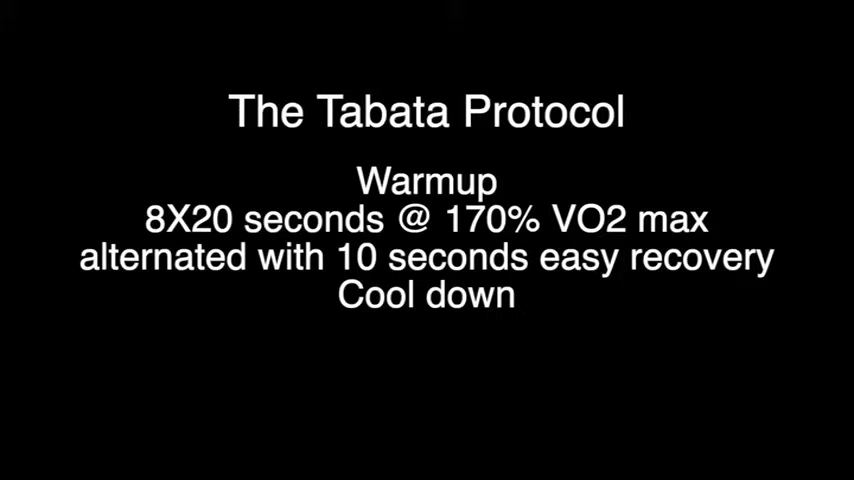 The Tabata Protocol
Warmup
8X20 seconds @ 170% VO2 max
alternated with 10 seconds easy recovery
Cool down